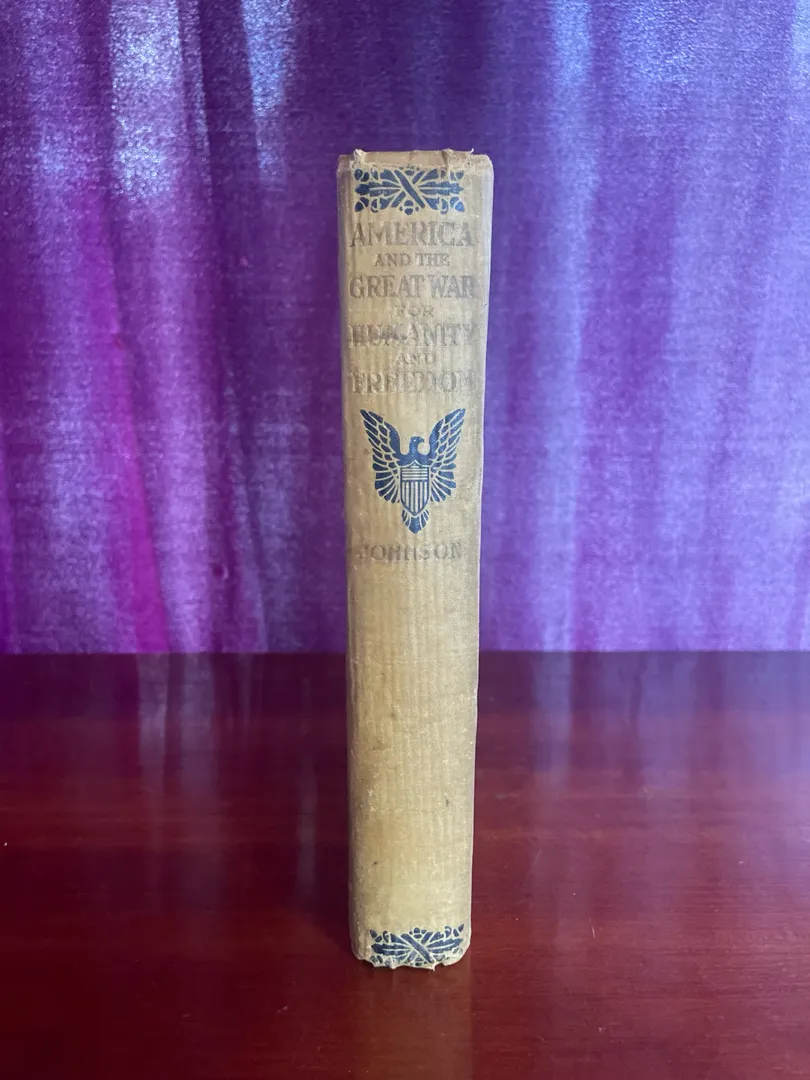 AMERICA
AND THE
GREAT WAR
FOR
HUMANITY
AND
FREEDOM
JOHNSON